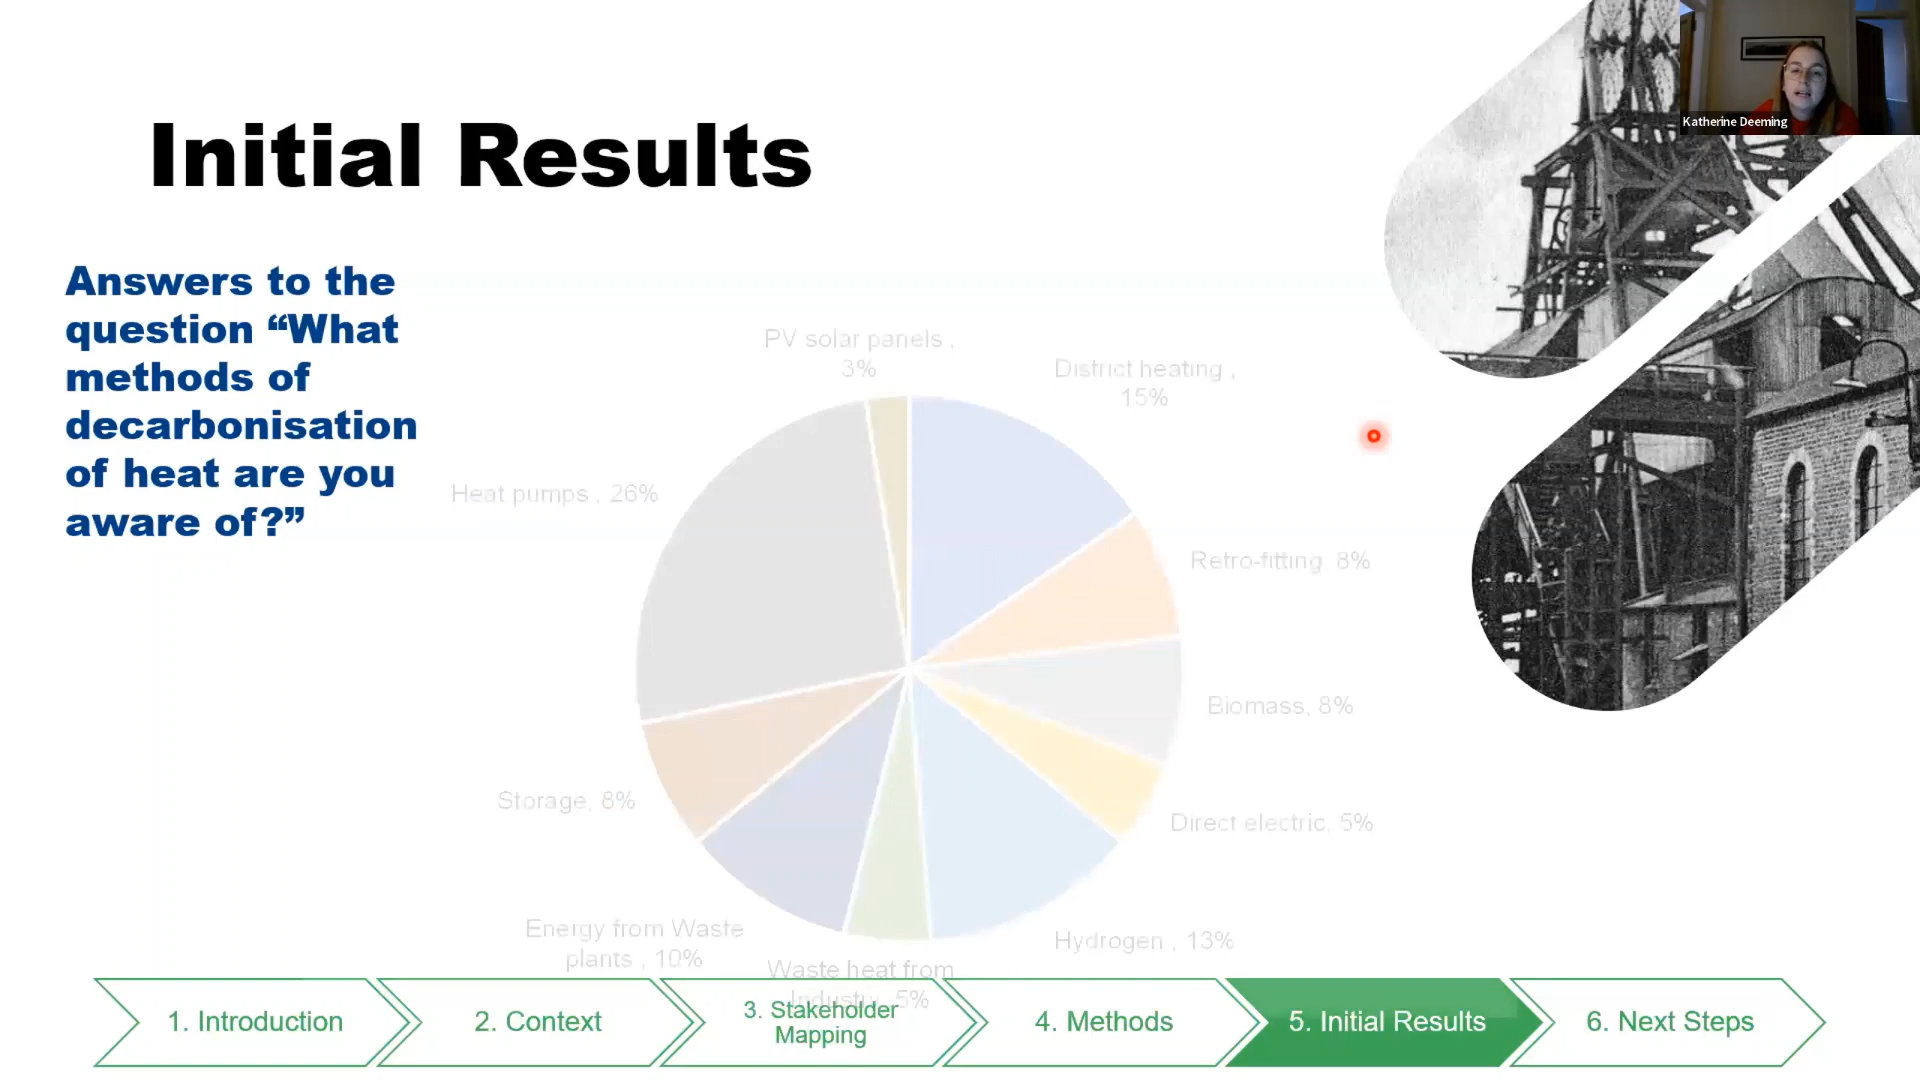 Katherine Deeming
Initial Results
Answers to the
question “What
methods of
decarbonisation
of heat are you
aware of?”
PV solar panels ,
3%
District heating ,
15%
Heat pumps , 26%
Retro-fitting 8%
Biomass, 8%
Storage, 8%
Direct electric, 5%
Energy from Waste
plants , 10%
Hydrogen , 13%
Waste heat from
Industry, 5%
1. Introduction
2. Context
3. Stakeholder
Mapping
4. Methods
5. Initial Results
6. Next Steps